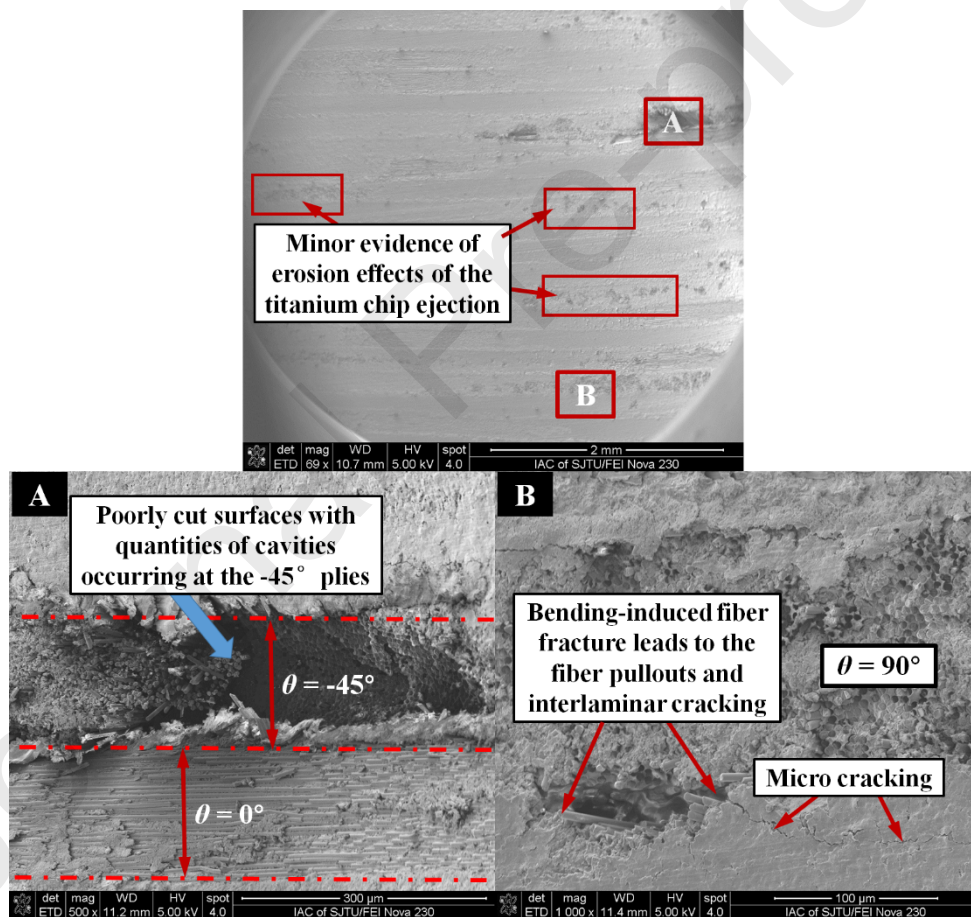 A
Minor evidence of
erosion effects of the
titanium chip ejection
B
det mag WD HV spot
ETD 69 x 10.7 mm 5.00 kV 4.0
2 mm
IAC of SJTU/FEI Nova 230
A
Poorly cut surfaces with
quantities of cavities
occurring at the -45° plies
θ = -45°
θ = 0°
det mag WD HV spot
ETD 500 x 11.2 mm 5.00 kV 4.0
300 µm
IAC of SJTU/FEI Nova 230
B
Bending-induced fiber
fracture leads to the
fiber pullouts and
interlaminar cracking
θ = 90°
Micro cracking
det mag WD HV spot
ETD 1 000 x 11.4 mm 5.00 kV 4.0
100 µm
IAC of SJTU/FEI Nova 230